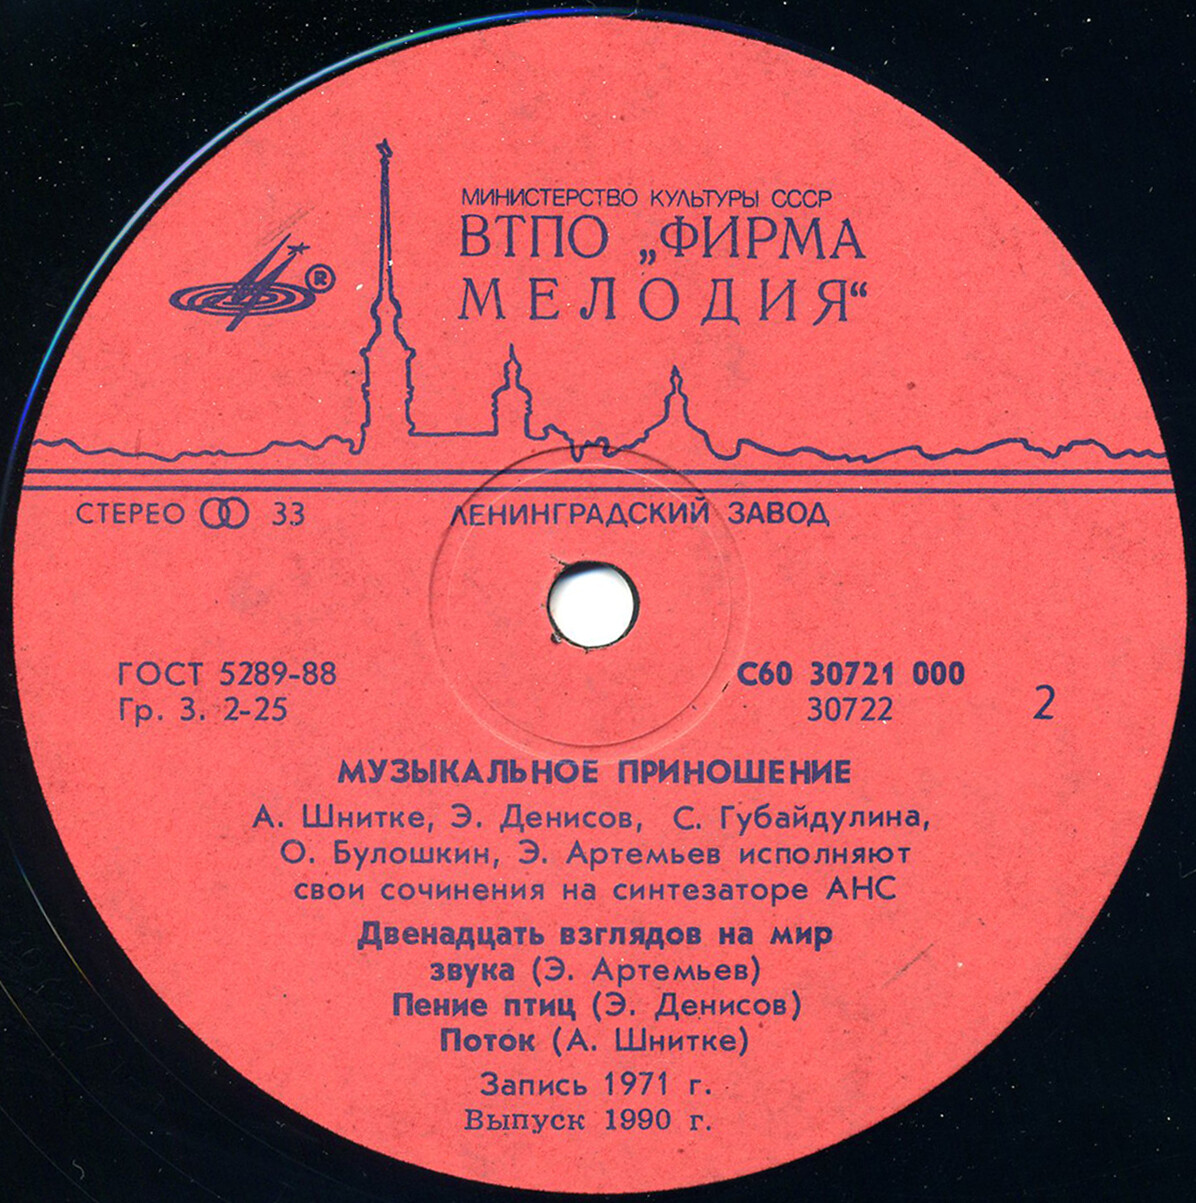 МИНИСТЕРСТВО КУЛЬТУРЫ СССР
ВТПО „ФИРМА
МЕЛОДИЯ“
®
СТЕРЕО 33
ЛЕНИНГРАДСКИЙ ЗАВОД
ГОСТ 5289-88
Гр. 3. 2-25
С60 30721 000
30722
2
МУЗЫКАЛЬНОЕ ПРИНОШЕНИЕ
А. Шнитке, Э. Денисов, С. Губайдулина,
О. Булошкин, Э. Артемьев исполняют
свои сочинения на синтезаторе АНС
Двенадцать взглядов на мир
звука (Э. Артемьев)
Пение птиц (Э. Денисов)
Поток (А. Шнитке)
Запись 1971 г.
Выпуск 1990 г.